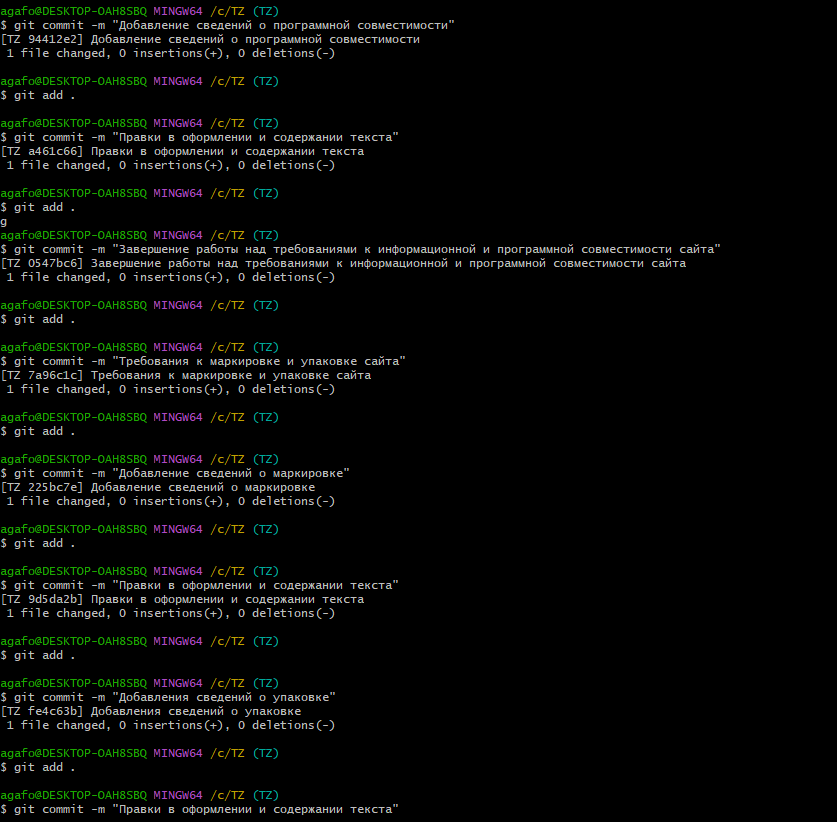 agafo@DESKTOP-OAH8SBQ MINGW64 /c/TZ (TZ)
$ git commit -m "Добавление сведений о программной совместимости"
[TZ 94412e2] Добавление сведений о программной совместимости
 1 file changed, 0 insertions(+), 0 deletions(-)
agafo@DESKTOP-OAH8SBQ MINGW64 /c/TZ (TZ)
$ git add .
agafo@DESKTOP-OAH8SBQ MINGW64 /c/TZ (TZ)
$ git commit -m "Правки в оформлении и содержании текста"
[TZ a461c66] Правки в оформлении и содержании текста
 1 file changed, 0 insertions(+), 0 deletions(-)
agafo@DESKTOP-OAH8SBQ MINGW64 /c/TZ (TZ)
$ git add .
g
agafo@DESKTOP-OAH8SBQ MINGW64 /c/TZ (TZ)
$ git commit -m "Завершение работы над требованиями к информационной и программной совместимости сайта"
[TZ 0547bc6] Завершение работы над требованиями к информационной и программной совместимости сайта
 1 file changed, 0 insertions(+), 0 deletions(-)
agafo@DESKTOP-OAH8SBQ MINGW64 /c/TZ (TZ)
$ git add .
agafo@DESKTOP-OAH8SBQ MINGW64 /c/TZ (TZ)
$ git commit -m "Требования к маркировке и упаковке сайта"
[TZ 7a96c1c] Требования к маркировке и упаковке сайта
 1 file changed, 0 insertions(+), 0 deletions(-)
agafo@DESKTOP-OAH8SBQ MINGW64 /c/TZ (TZ)
$ git add .
agafo@DESKTOP-OAH8SBQ MINGW64 /c/TZ (TZ)
$ git commit -m "Добавление сведений о маркировке"
[TZ 225bc7e] Добавление сведений о маркировке
 1 file changed, 0 insertions(+), 0 deletions(-)
agafo@DESKTOP-OAH8SBQ MINGW64 /c/TZ (TZ)
$ git add .
agafo@DESKTOP-OAH8SBQ MINGW64 /c/TZ (TZ)
$ git commit -m "Правки в оформлении и содержании текста"
[TZ 9d5da2b] Правки в оформлении и содержании текста
 1 file changed, 0 insertions(+), 0 deletions(-)
agafo@DESKTOP-OAH8SBQ MINGW64 /c/TZ (TZ)
$ git add .
agafo@DESKTOP-OAH8SBQ MINGW64 /c/TZ (TZ)
$ git commit -m "Добавления сведений о упаковке"
[TZ fe4c63b] Добавления сведений о упаковке
 1 file changed, 0 insertions(+), 0 deletions(-)
agafo@DESKTOP-OAH8SBQ MINGW64 /c/TZ (TZ)
$ git add .
agafo@DESKTOP-OAH8SBQ MINGW64 /c/TZ (TZ)
$ git commit -m "Правки в оформлении и содержании текста"